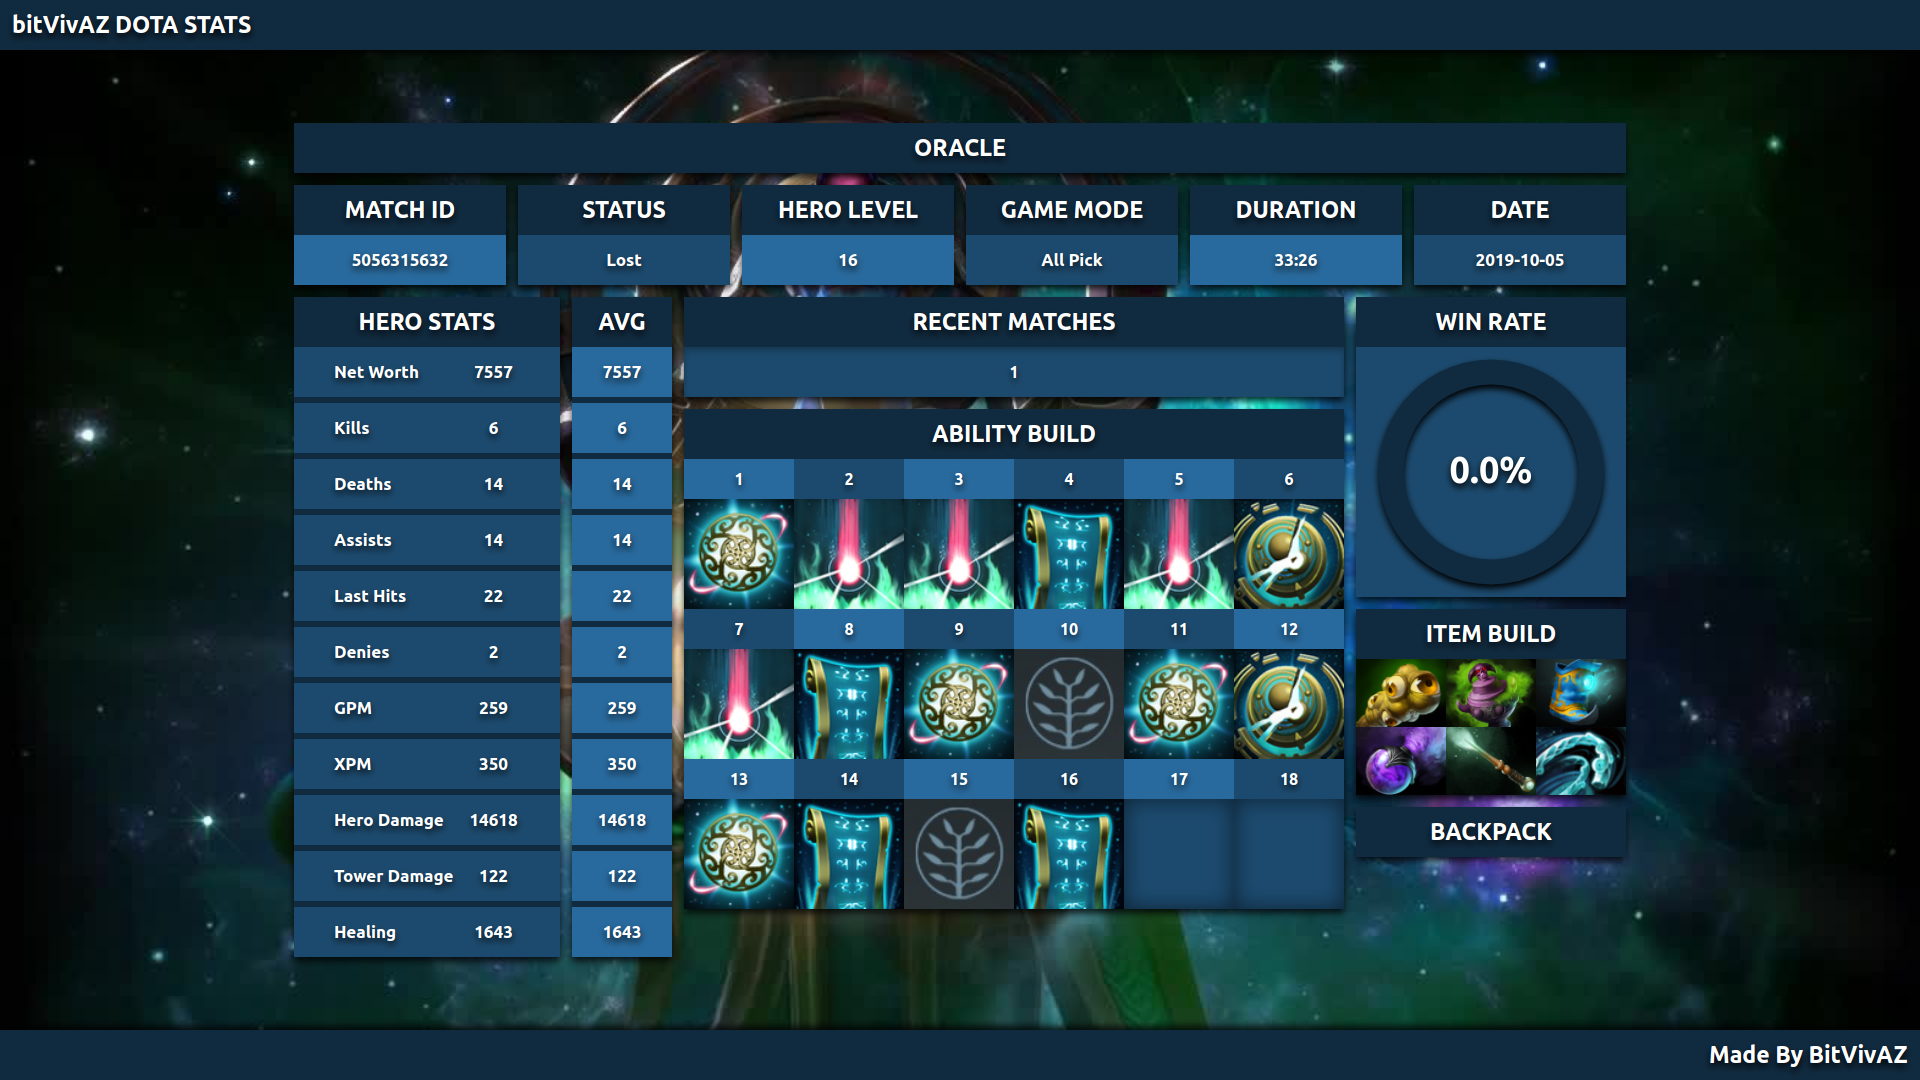 bitVivAZ DOTA STATS
ORACLE
MATCH ID STATUS HERO LEVEL GAME MODE DURATION DATE
5056315632 Lost 16 All Pick 33:26 2019-10-05
HERO STATS AVG RECENT MATCHES WIN RATE
Net Worth 7557 7557 1
Kills 6 6
ABILITY BUILD
0.0%
Deaths 14 14
1 2 3 4 5 6
Assists 14 14
Last Hits 22 22
7 8 9 10 11 12
ITEM BUILD
Denies 2 2
GPM 259 259
XPM 350 350
13 14 15 16 17 18
Hero Damage 14618 14618
BACKPACK
Tower Damage 122 122
Healing 1643 1643
Made By BitVivAZ